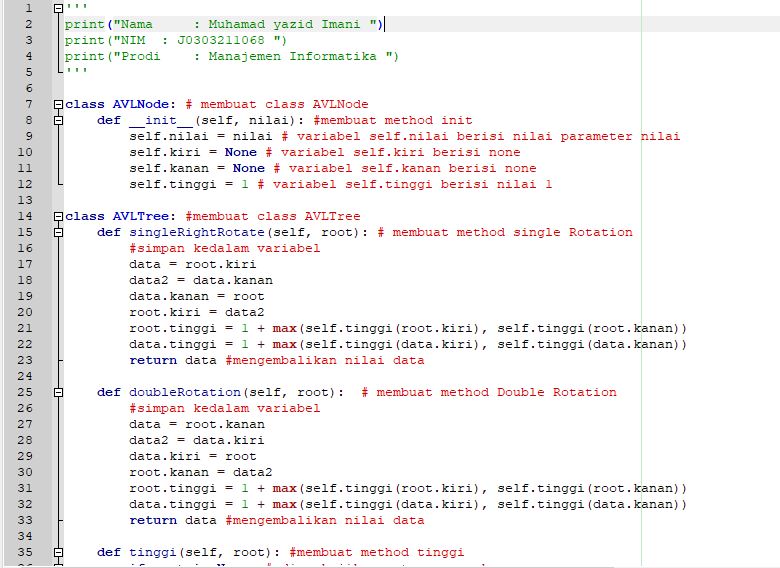 1 '''
2 print("Nama     : Muhamad yazid Imani ")
3 print("NIM  : J0303211068 ")
4 print("Prodi    : Manajemen Informatika ")
5 '''
6
7 class AVLNode: # membuat class AVLNode
8     def __init__(self, nilai): #membuat method init
9         self.nilai = nilai # variabel self.nilai berisi nilai parameter nilai
10         self.kiri = None # variabel self.kiri berisi none
11         self.kanan = None # variabel self.kanan berisi none
12         self.tinggi = 1 # variabel self.tinggi berisi nilai 1
13
14 class AVLTree: #membuat class AVLTree
15     def singleRightRotate(self, root): # membuat method single Rotation
16         #simpan kedalam variabel
17         data = root.kiri
18         data2 = data.kanan
19         data.kanan = root
20         root.kiri = data2
21         root.tinggi = 1 + max(self.tinggi(root.kiri), self.tinggi(root.kanan))
22         data.tinggi = 1 + max(self.tinggi(data.kiri), self.tinggi(data.kanan))
23         return data #mengembalikan nilai data
24
25     def doubleRotation(self, root):  # membuat method Double Rotation
26         #simpan kedalam variabel
27         data = root.kanan
28         data2 = data.kiri
29         data.kiri = root
30         root.kanan = data2
31         root.tinggi = 1 + max(self.tinggi(root.kiri), self.tinggi(root.kanan))
32         data.tinggi = 1 + max(self.tinggi(data.kiri), self.tinggi(data.kanan))
33         return data #mengembalikan nilai data
34
35     def tinggi(self, root): #membuat method tinggi